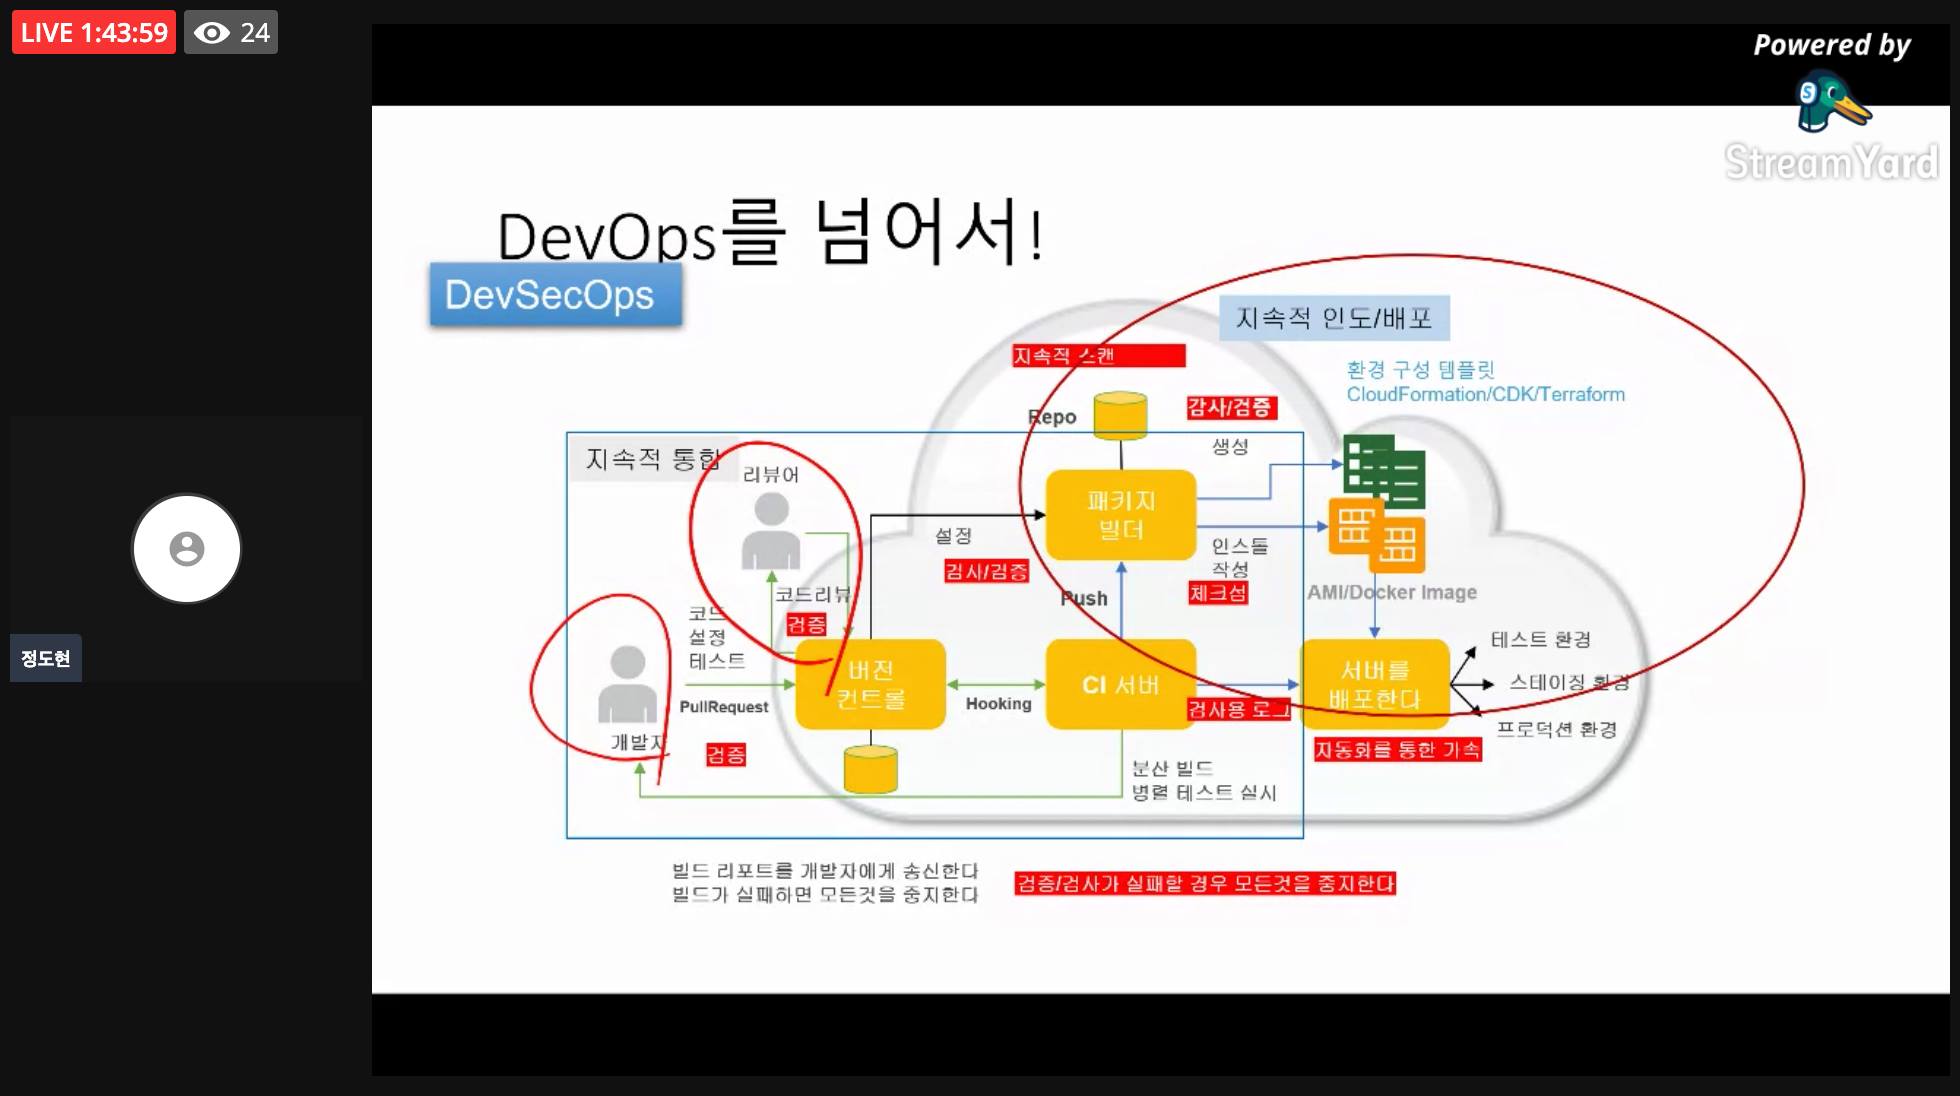 LIVE 1:43:59
24
Powered by
StreamYard
DevOps를 넘어서!
DevSecOps
지속적 인도/배포
지속적 스캔
환경 구성 템플릿
CloudFormation/CDK/Terraform
Repo
감사/검증
생성
지속적 통합
리뷰어
패키지
빌더
설정
인스톨
작성
검사/검증
체크섬
AMI/Docker Image
코드리뷰
Push
코드
설정
테스트
검증
버전
컨트롤
CI 서버
서버를
배포한다
테스트 환경
스테이징 환경
프로덕션 환경
PullRequest
Hooking
검사용 로그
개발자
검증
자동화를 통한 가속
분산 빌드
병렬 테스트 실시
빌드 리포트를 개발자에게 송신한다
빌드가 실패하면 모든것을 중지한다
검증/검사가 실패할 경우 모든것을 중지한다
정도현